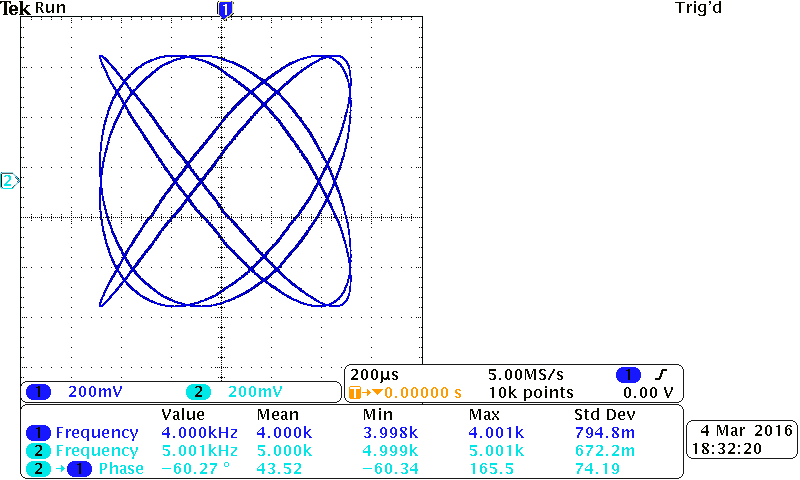 Tek Run Trig'd
1
2
1 200mV 2 200mV
200µs 5.00MS/s 1
T→▼0.00000 s 10k points 0.00 V
Value Mean Min Max Std Dev
1 Frequency 4.000kHz 4.000k 3.998k 4.001k 794.8m
2 Frequency 5.001kHz 5.000k 4.999k 5.001k 672.2m
2 →1 Phase −60.27 ° 43.52 −60.34 165.5 74.19
4 Mar 2016
18:32:20